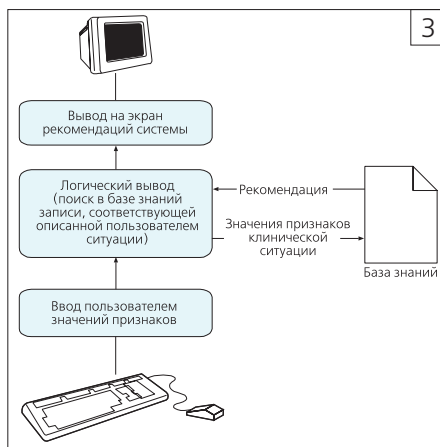 3
Вывод на экран
рекомендаций системы
Логический вывод
(поиск в базе знаний
записи, соответствующей
описанной пользователем
ситуации)
Рекомендация
Значения признаков
клинической
ситуации
База знаний
Ввод пользователем
значений признаков